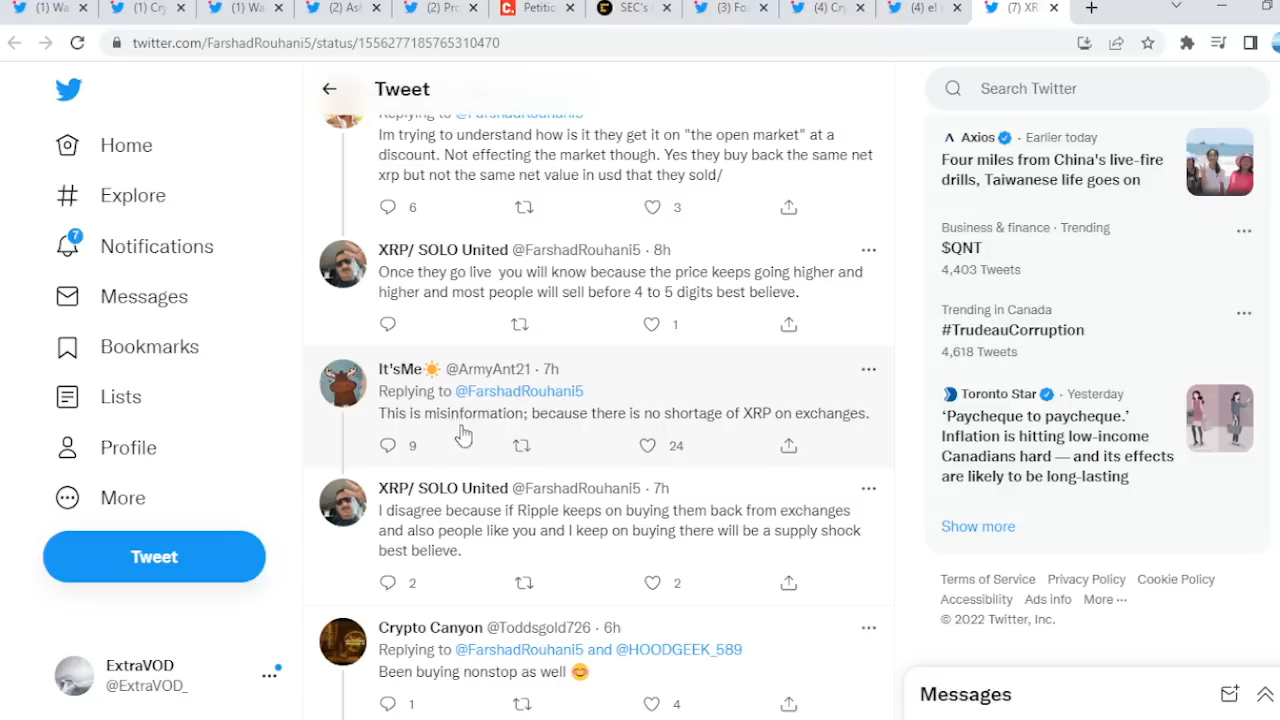 (1) Wa
(1) Cry
(1) Wa
(2) Ash
(2) Pro
Petitio
SEC's
(3) Fo
(4) Cry
(4) el
(7) XR
twitter.com/FarshadRouhani5/status/1556277185765310470
Home
Explore
7
Notifications
Messages
Bookmarks
Lists
Profile
More
Tweet
ExtraVOD
@ExtraVOD_
Tweet
Replying to @FarshadRouhani5
Im trying to understand how is it they get it on "the open market" at a
discount. Not effecting the market though. Yes they buy back the same net
xrp but not the same net value in usd that they sold/
6 3
XRP/ SOLO United @FarshadRouhani5 · 8h
Once they go live you will know because the price keeps going higher and
higher and most people will sell before 4 to 5 digits best believe.
1
It'sMe☀️ @ArmyAnt21 · 7h
Replying to @FarshadRouhani5
This is misinformation; because there is no shortage of XRP on exchanges.
9 24
XRP/ SOLO United @FarshadRouhani5 · 7h
I disagree because if Ripple keeps on buying them back from exchanges
and also people like you and I keep on buying there will be a supply shock
best believe.
2 2
Crypto Canyon @Toddsgold726 · 6h
Replying to @FarshadRouhani5 and @HOODGEEK_589
Been buying nonstop as well 😊
1 4
Search Twitter
Axios · Earlier today
Four miles from China's live-fire
drills, Taiwanese life goes on
Business & finance · Trending
$QNT
4,403 Tweets
Trending in Canada
#TrudeauCorruption
4,618 Tweets
Toronto Star · Yesterday
‘Paycheque to paycheque.’
Inflation is hitting low-income
Canadians hard — and its effects
are likely to be long-lasting
Show more
Terms of Service Privacy Policy Cookie Policy
Accessibility Ads info More ···
© 2022 Twitter, Inc.
Messages